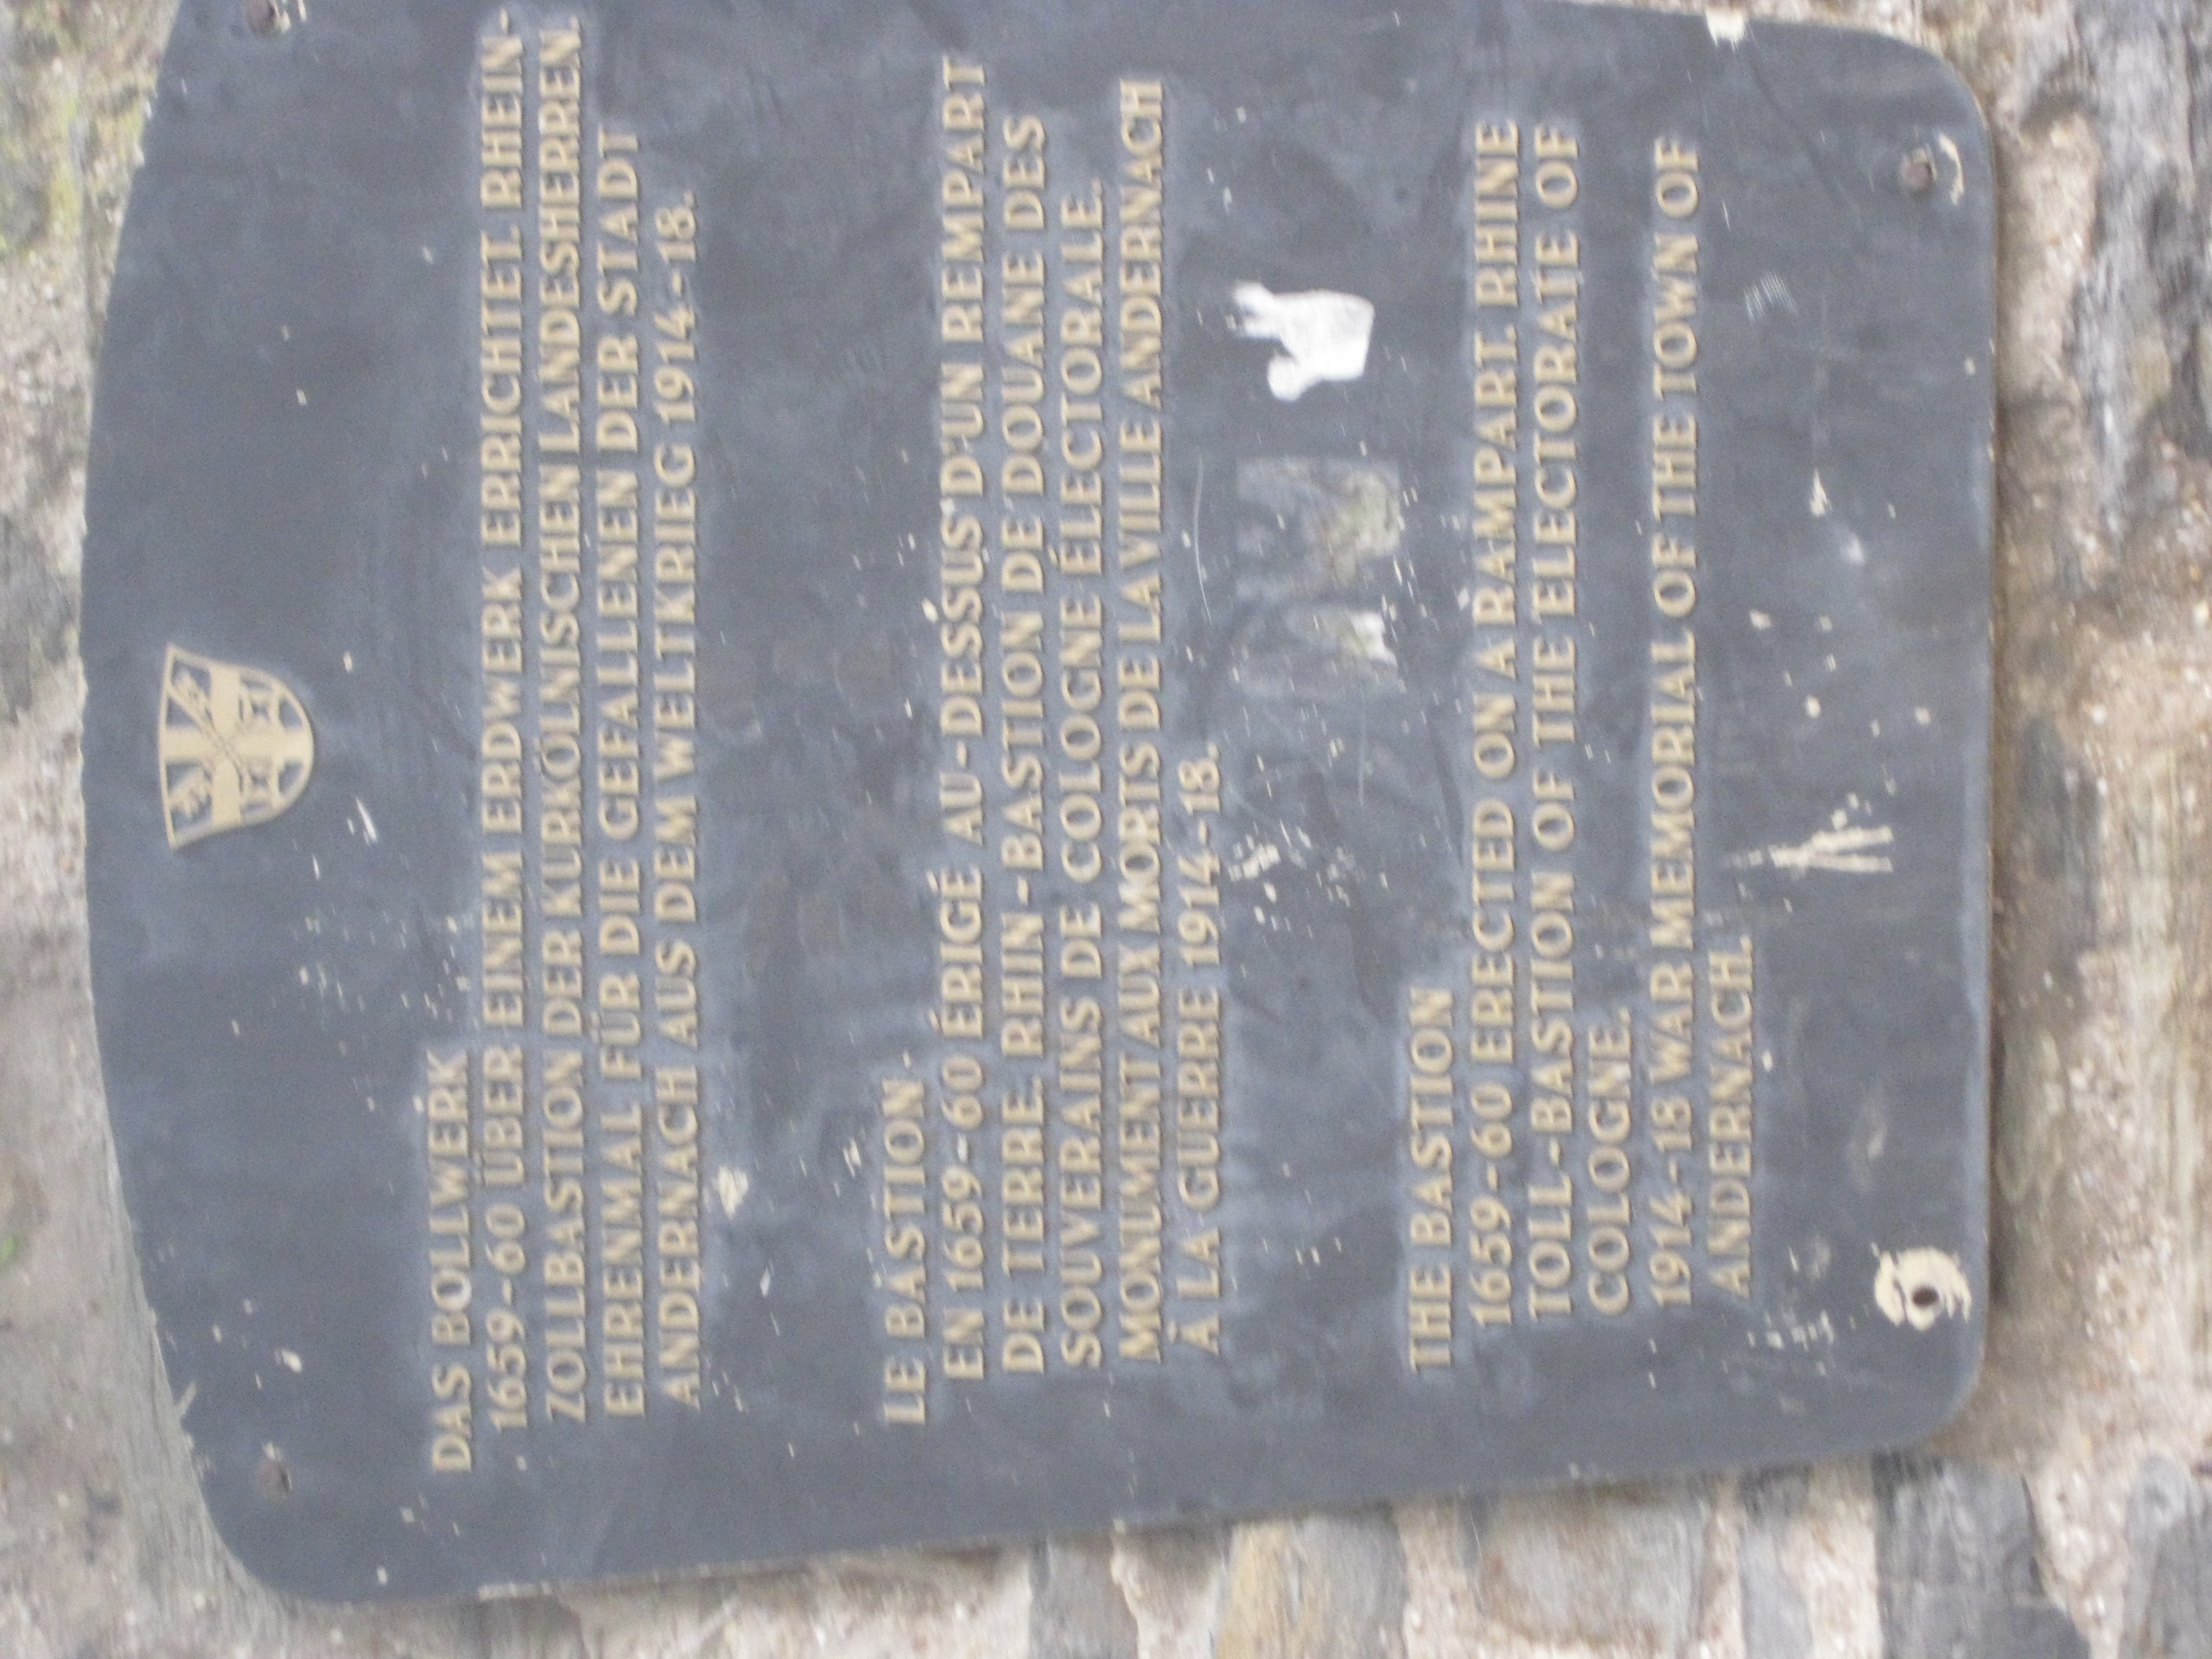 DAS BOLLWERK
1659-60 ÜBER EINEM ERDWERK ERRICHTET. RHEIN-
ZOLLBASTION DER KURKÖLNISCHEN LANDESHERREN.
EHRENMAL FÜR DIE GEFALLENEN DER STADT
ANDERNACH AUS DEM WELTKRIEG 1914-18.
LE BASTION
EN 1659-60 ÉRIGÉ AU-DESSUS D'UN REMPART
DE TERRE. RHIN-BASTION DE DOUANE DES
SOUVERAINS DE COLOGNE ÉLECTORALE.
MONUMENT AUX MORTS DE LA VILLE ANDERNACH
À LA GUERRE 1914-18.
THE BASTION
1659-60 ERECTED ON A RAMPART. RHINE
TOLL-BASTION OF THE ELECTORATE OF
COLOGNE.
1914-18 WAR MEMORIAL OF THE TOWN OF
ANDERNACH.